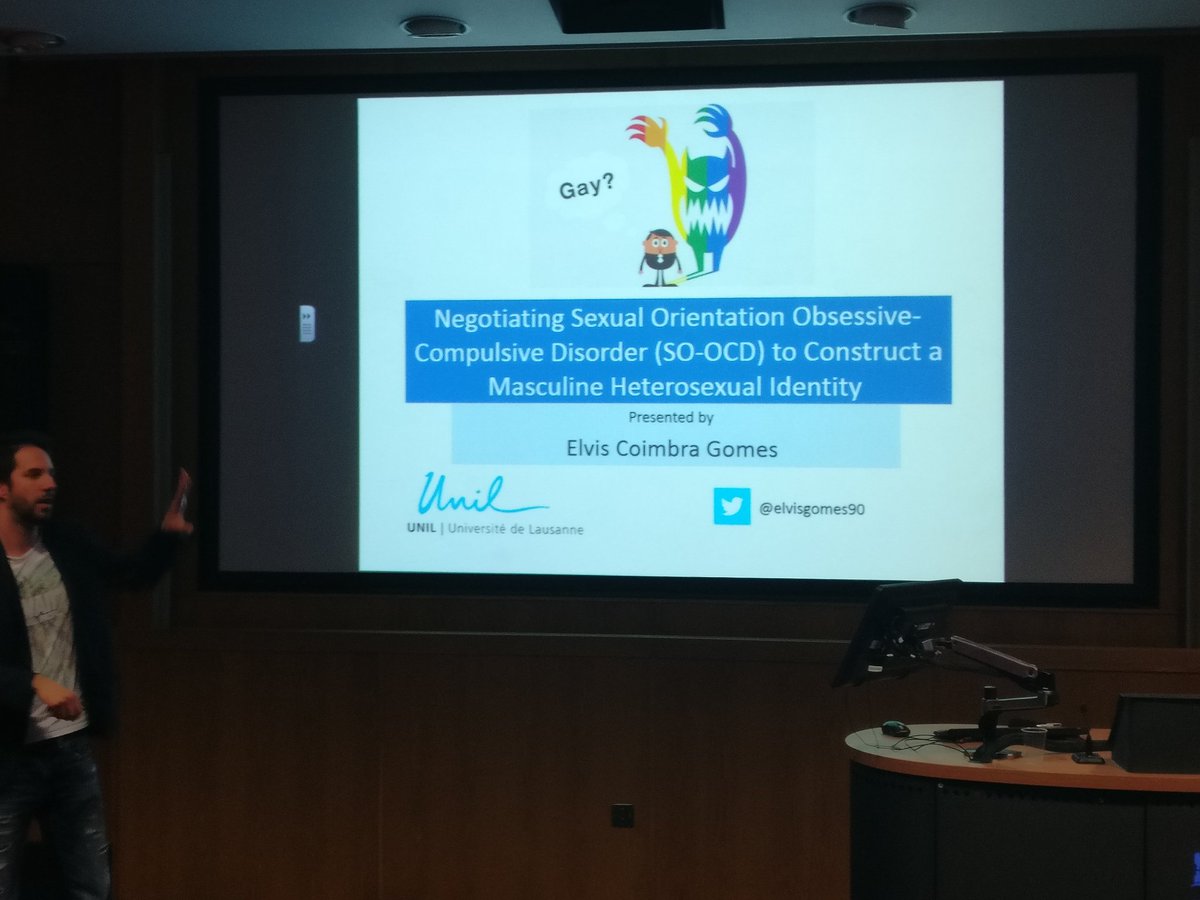 Gay?
Negotiating Sexual Orientation Obsessive-
Compulsive Disorder (SO-OCD) to Construct a
Masculine Heterosexual Identity
Presented by
Elvis Coimbra Gomes
Unil
UNIL | Université de Lausanne
@elvisgomes90